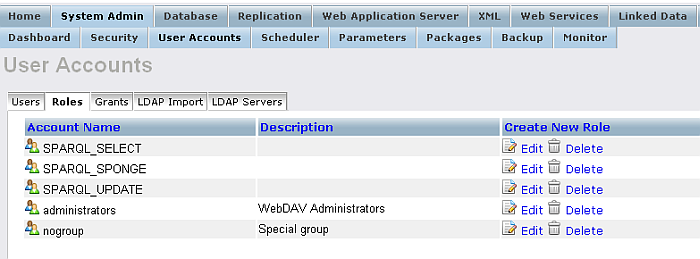 Home System Admin Database Replication Web Application Server XML Web Services Linked Data
Dashboard Security User Accounts Scheduler Parameters Packages Backup Monitor
User Accounts
Users Roles Grants LDAP Import LDAP Servers
Account Name Description Create New Role
SPARQL_SELECT Edit Delete
SPARQL_SPONGE Edit Delete
SPARQL_UPDATE Edit Delete
administrators WebDAV Administrators Edit Delete
nogroup Special group Edit Delete